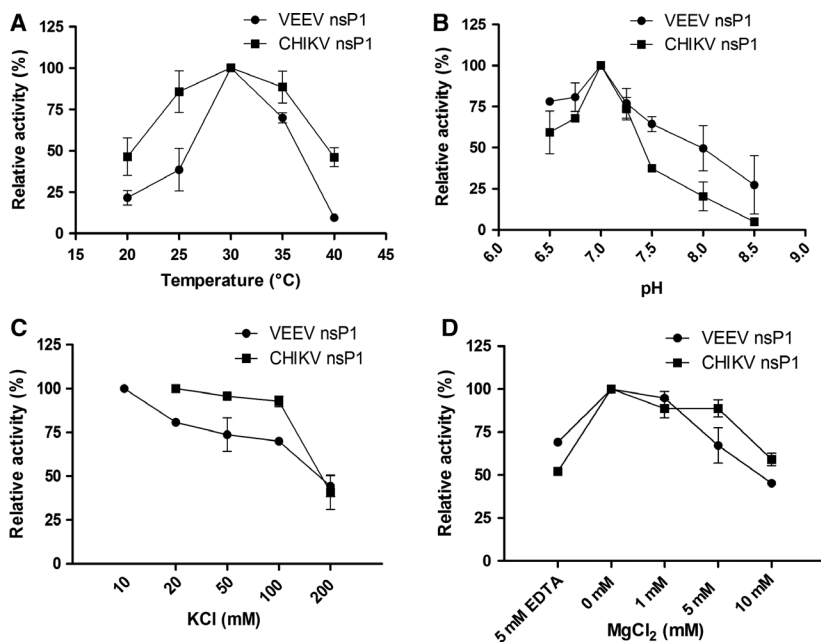 A
VEEV nsP1
CHIKV nsP1
Relative activity (%)
125
100
75
50
25
0
15 20 25 30 35 40 45
Temperature (°C)
B
VEEV nsP1
CHIKV nsP1
Relative activity (%)
125
100
75
50
25
0
6.0 6.5 7.0 7.5 8.0 8.5 9.0
pH
C
VEEV nsP1
CHIKV nsP1
Relative activity (%)
125
100
75
50
25
0
10 20 50 100 200
KCl (mM)
D
VEEV nsP1
CHIKV nsP1
Relative activity (%)
125
100
75
50
25
0
5 mM EDTA 0 mM 1 mM 5 mM 10 mM
MgCl₂ (mM)